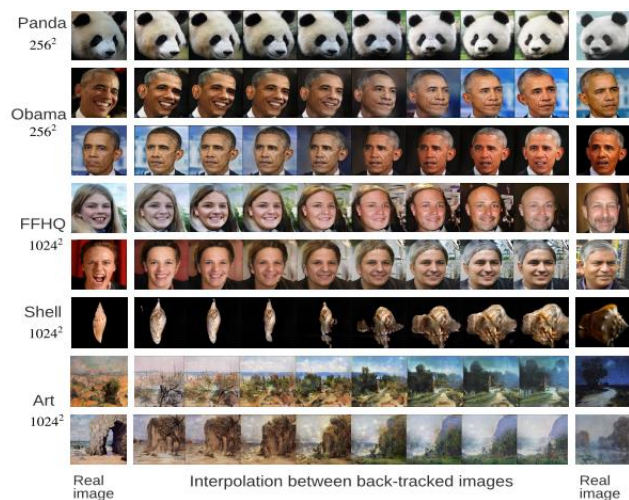 Panda
256²
Obama
256²
FFHQ
1024²
Shell
1024²
Art
1024²
Real
image
Interpolation between back-tracked images
Real
image